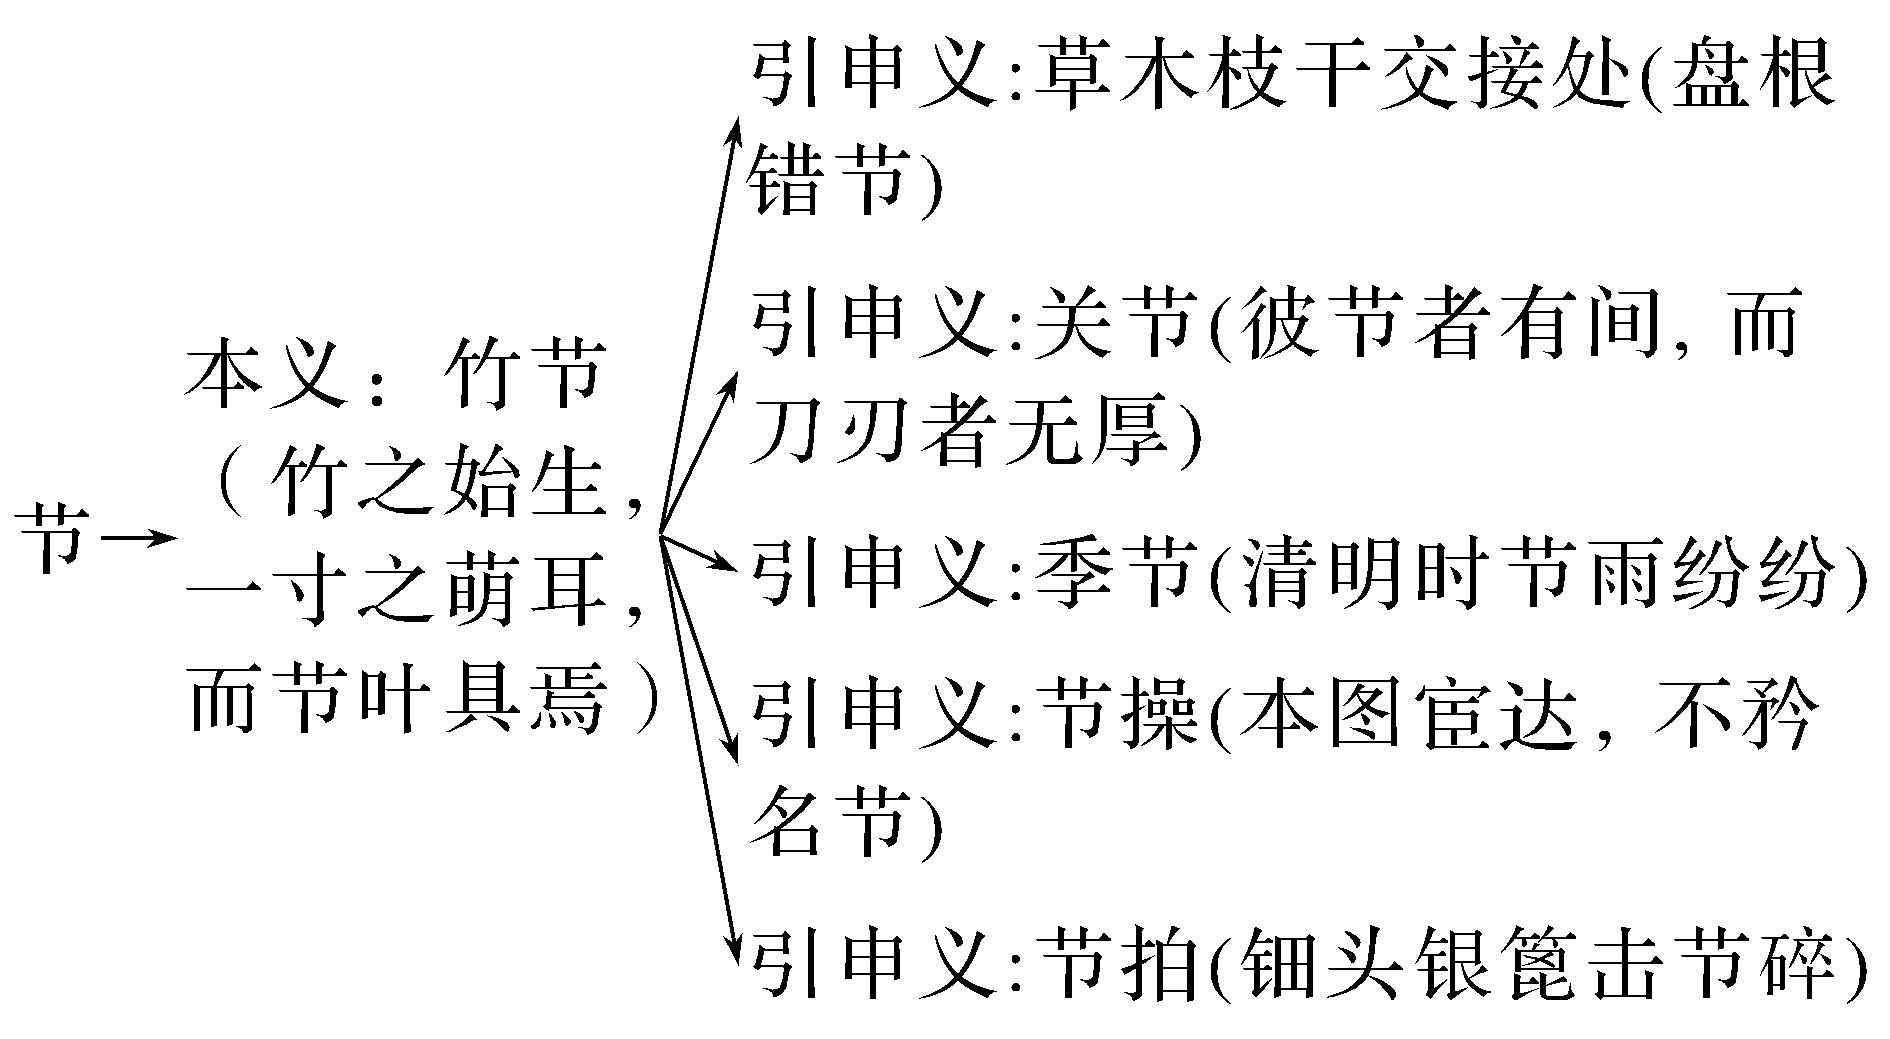 节
本义：竹节
（竹之始生，
一寸之萌耳，
而节叶具焉）
引申义:草木枝干交接处(盘根
错节)
引申义:关节(彼节者有间,而
刀刃者无厚)
引申义:季节(清明时节雨纷纷)
引申义:节操(本图宦达,不矜
名节)
引申义:节拍(钿头银篦击节碎)